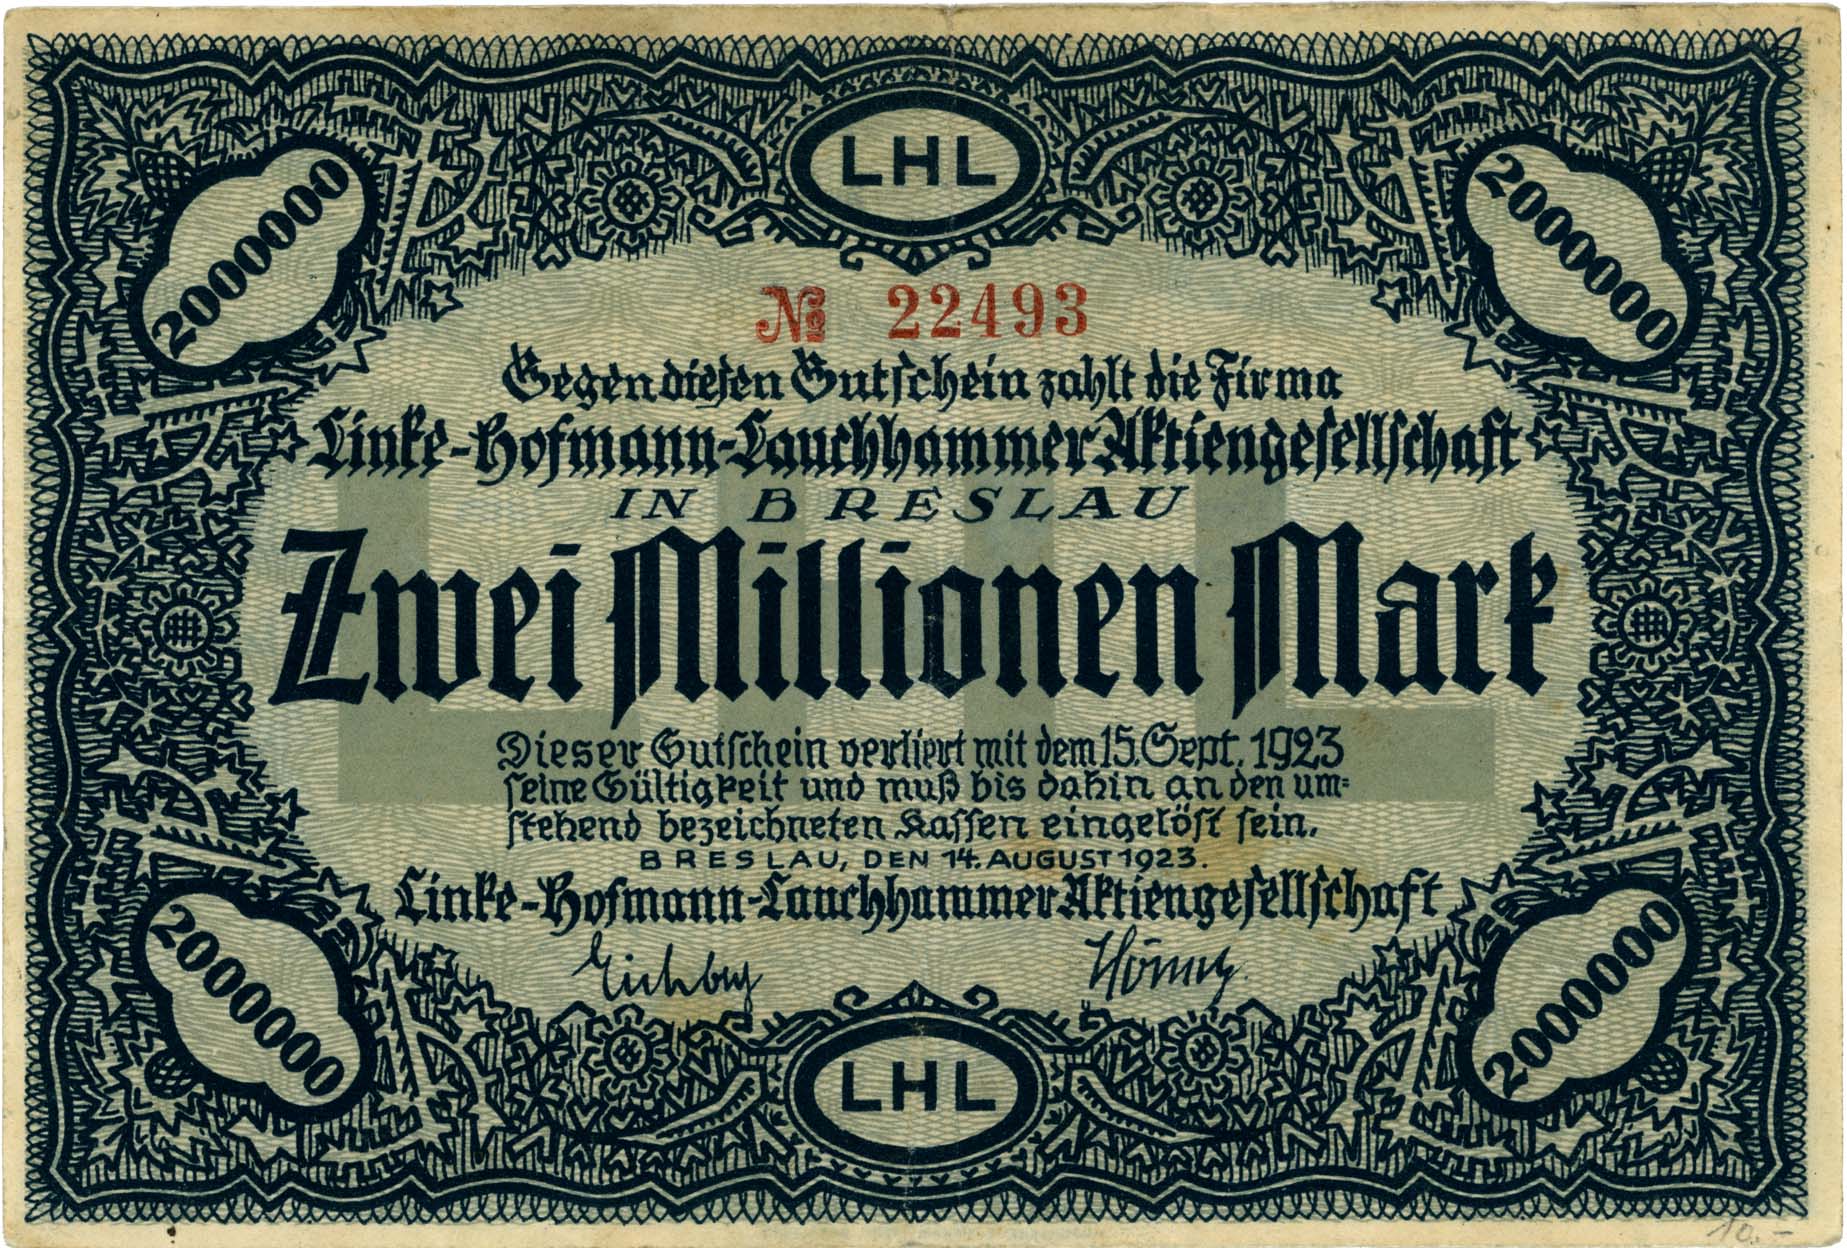 LHL
2000000
2000000
№ 22493
Gegen diesen Gutschein zahlt die Firma
Linke-Hofmann-Lauchhammer Aktiengesellschaft
IN BRESLAU
Zwei Millionen Mark
Dieser Gutschein verliert mit dem 15. Sept. 1923
seine Gültigkeit und muß bis dahin an den um-
stehend bezeichneten Kassen eingelöst sein.
BRESLAU, DEN 14. AUGUST 1923.
Linke-Hofmann-Lauchhammer Aktiengesellschaft
2000000
2000000
LHL
LHL
10.-